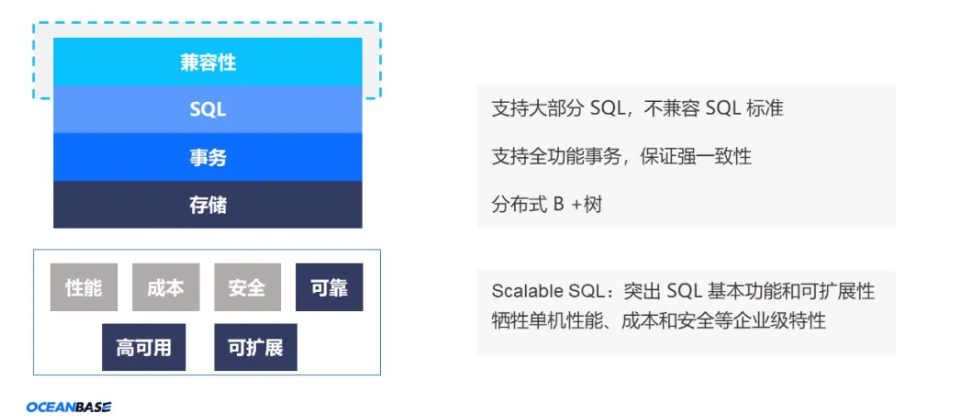 兼容性
SQL
事务
存储
支持大部分 SQL，不兼容 SQL 标准
支持全功能事务，保证强一致性
分布式 B +树
性能
成本
安全
可靠
高可用
可扩展
Scalable SQL：突出 SQL 基本功能和可扩展性
牺牲单机性能、成本和安全等企业级特性
OCEANBASE